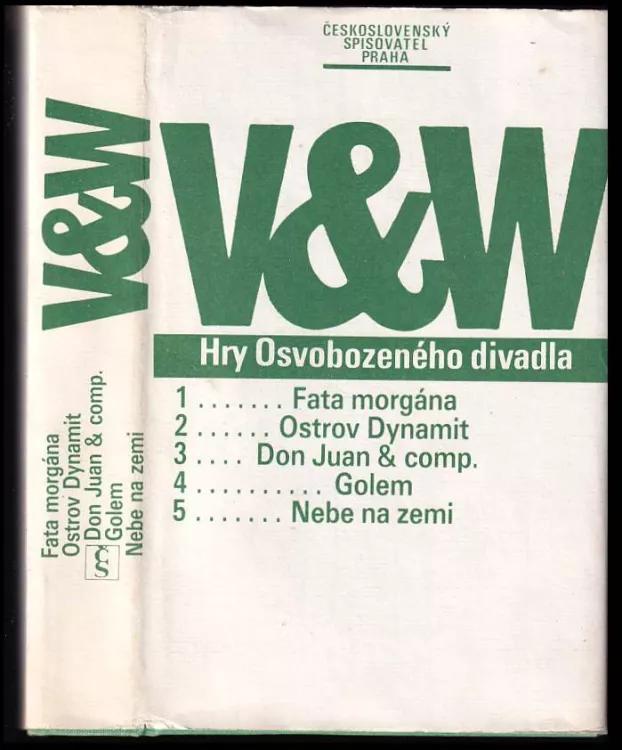 ČESKOSLOVENSKÝ
SPISOVATEL
PRAHA
V&W
Hry Osvobozeného divadla
1 ....... Fata morgána
2 ...... Ostrov Dynamit
3 .... Don Juan & comp.
4 .......... Golem
5 ....... Nebe na zemi
V&W
Fata morgána
Ostrov Dynamit
Don Juan & comp.
Golem
Nebe na zemi